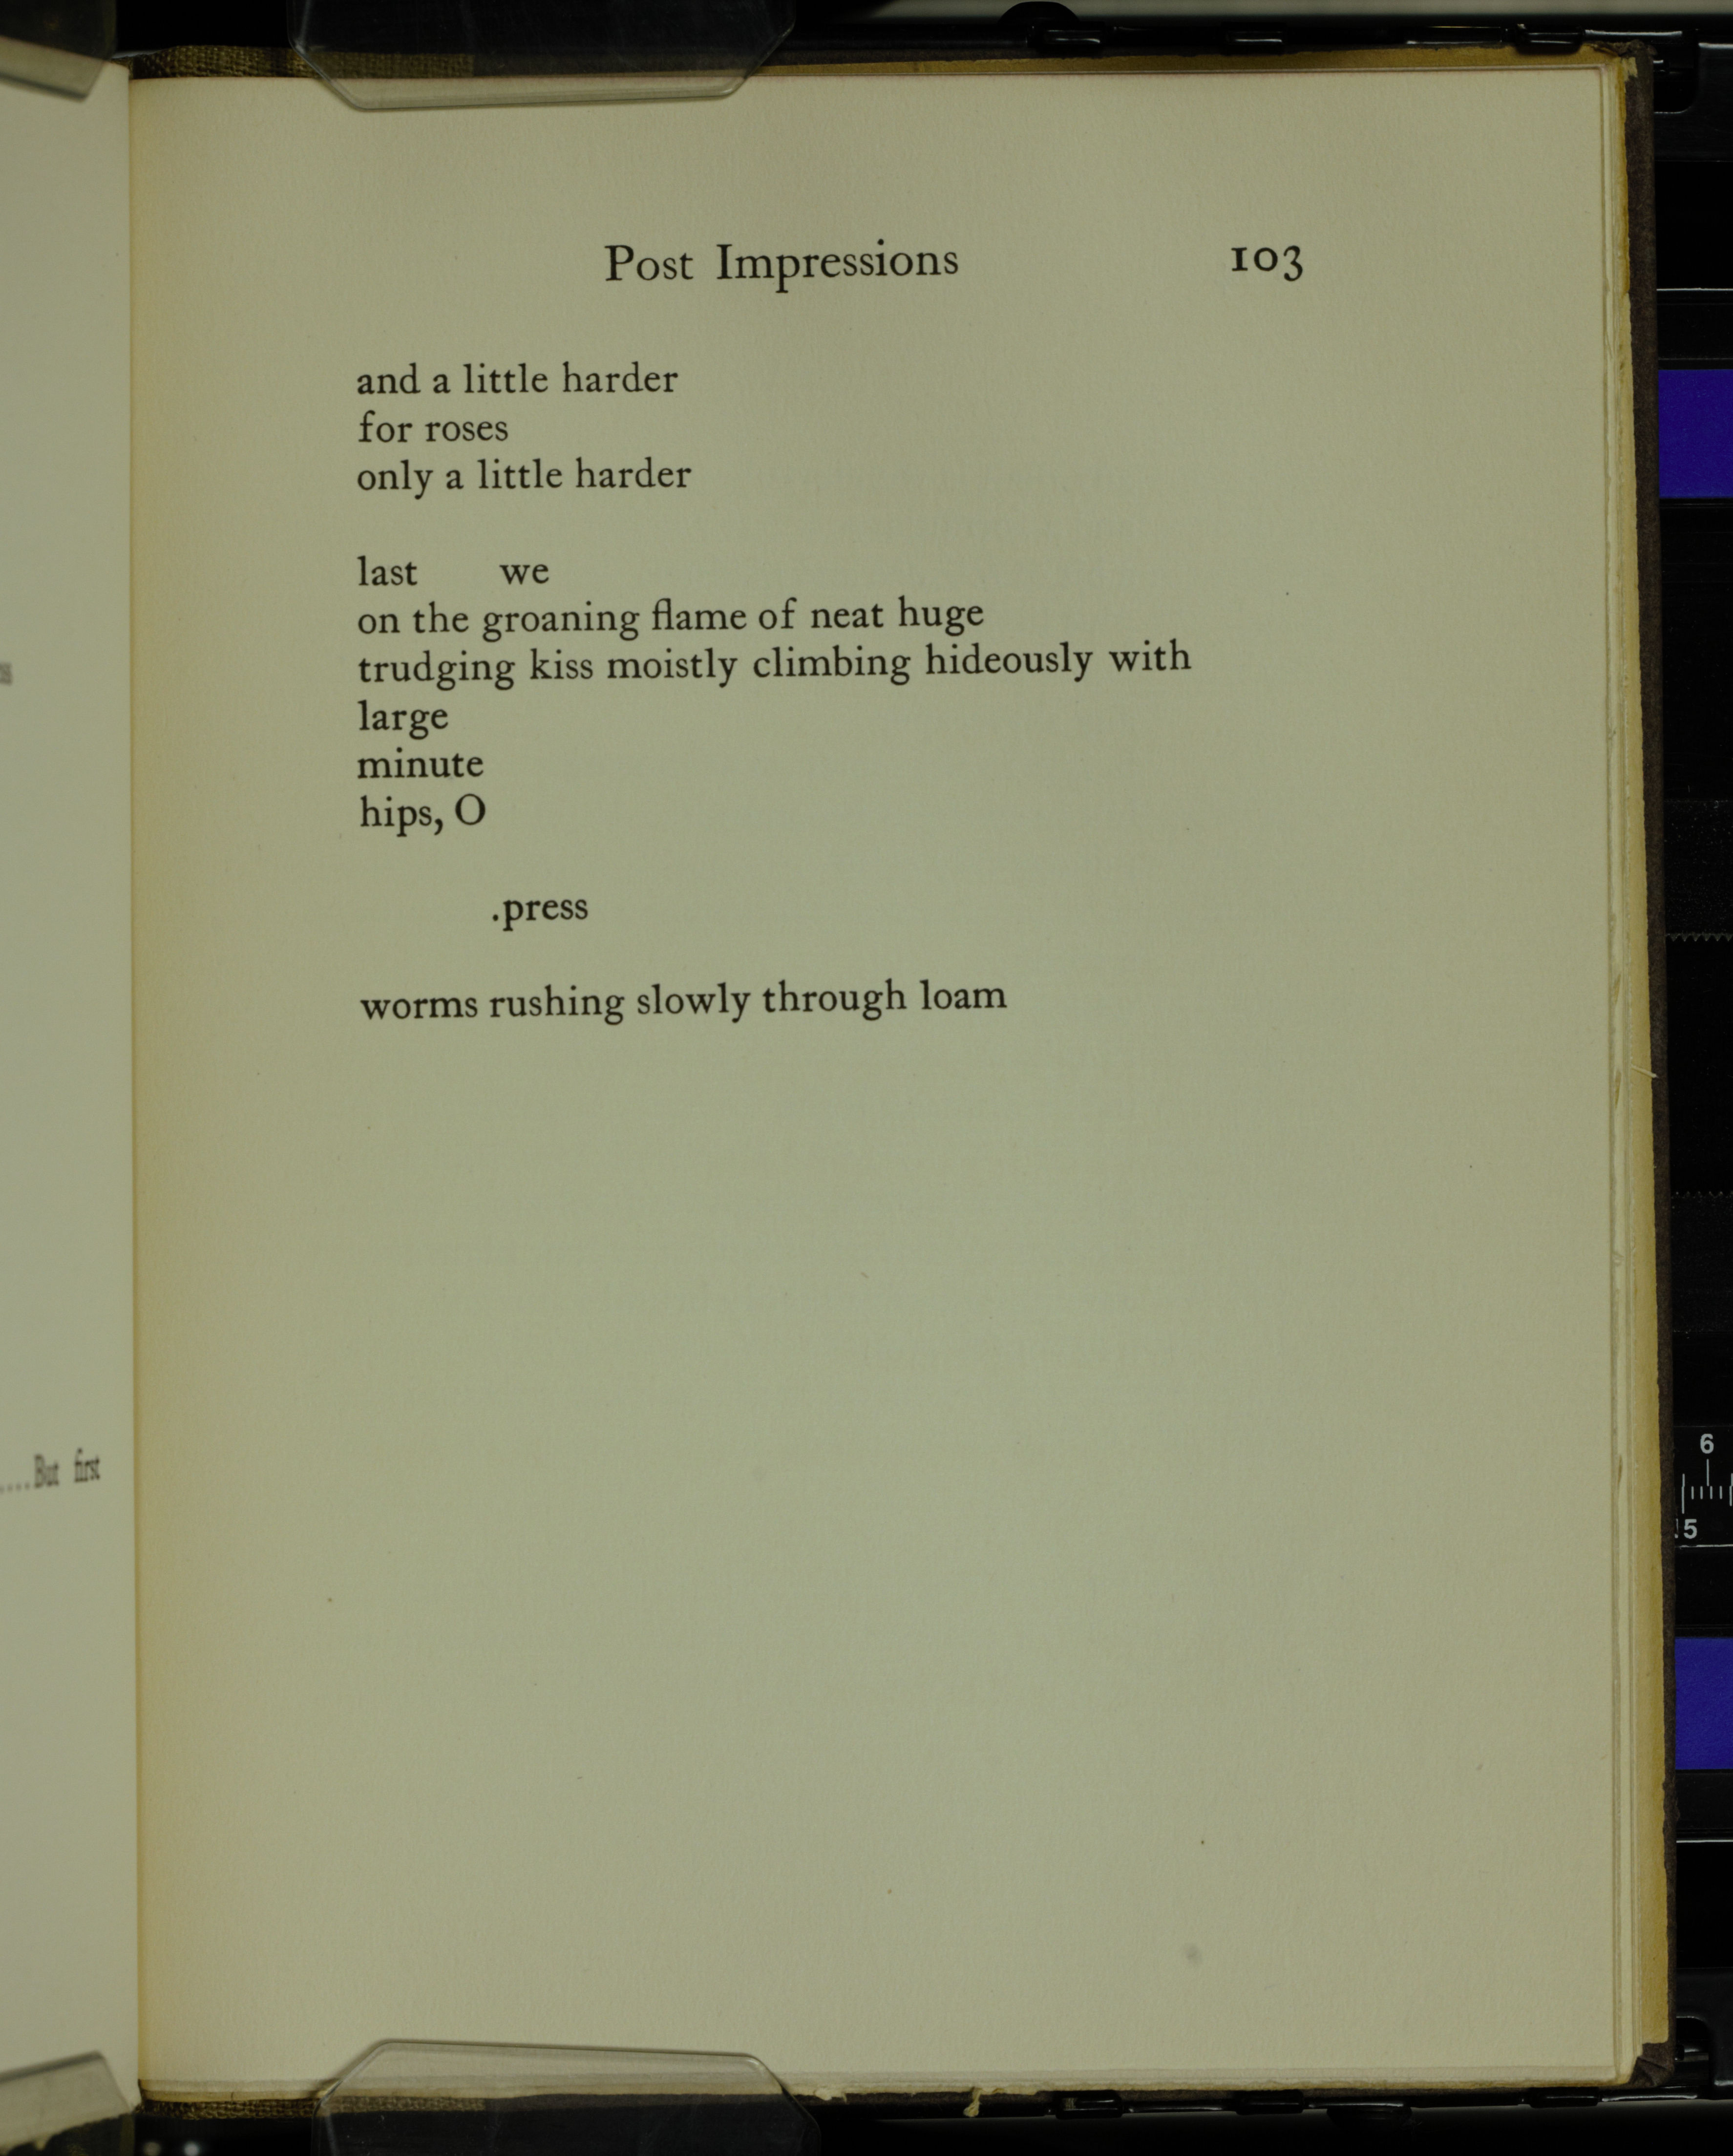 Post Impressions 103
and a little harder
for roses
only a little harder
last we
on the groaning flame of neat huge
trudging kiss moistly climbing hideously with
large
minute
hips, O
.press
worms rushing slowly through loam
....But first
6
5